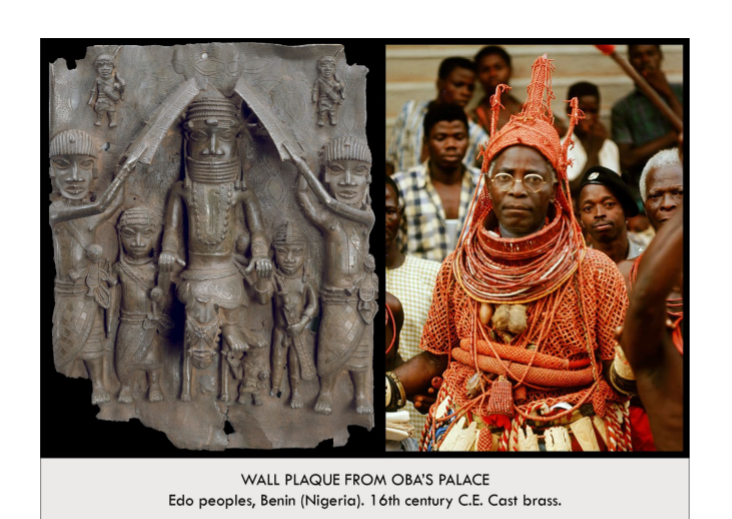 WALL PLAQUE FROM OBA'S PALACE
Edo peoples, Benin (Nigeria). 16th century C.E. Cast brass.